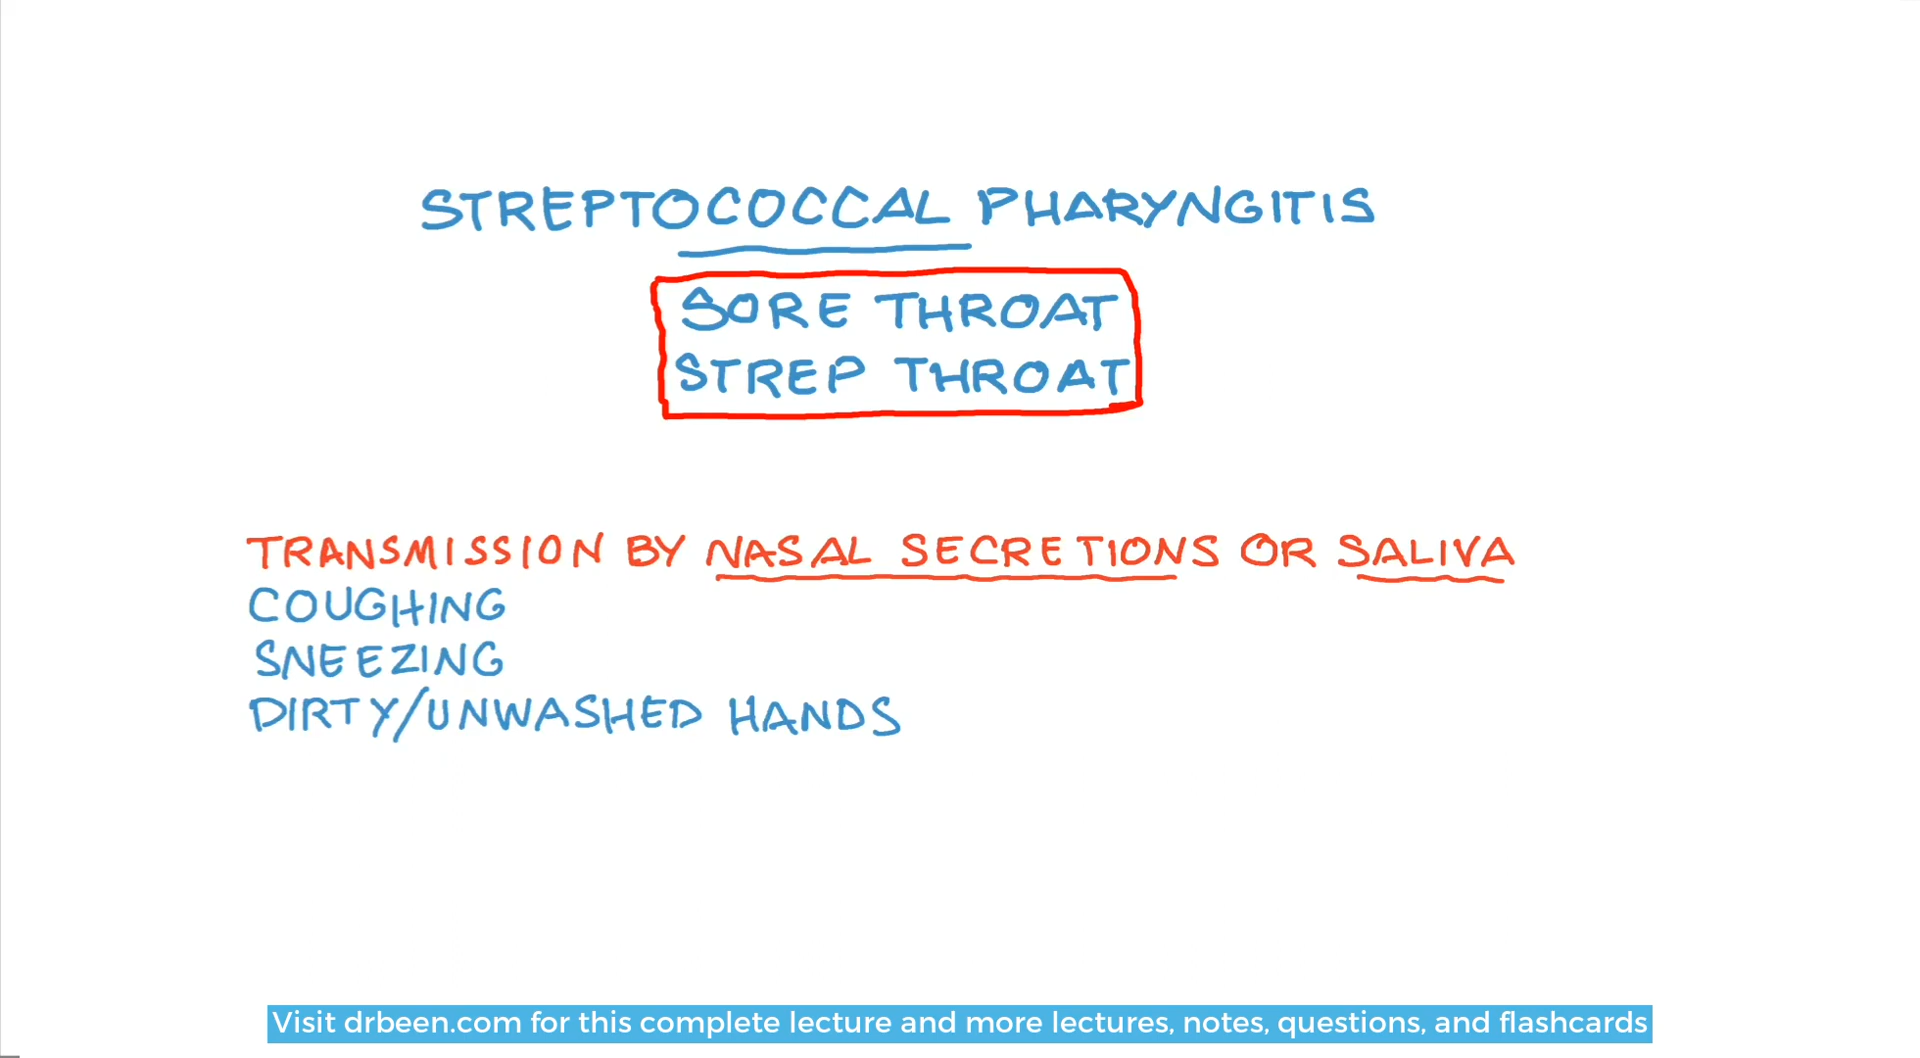 STREPTOCOCCAL PHARYNGITIS
SORE THROAT
STREP THROAT
TRANSMISSION BY NASAL SECRETIONS OR SALIVA
COUGHING
SNEEZING
DIRTY/UNWASHED HANDS
Visit drbeen.com for this complete lecture and more lectures, notes, questions, and flashcards